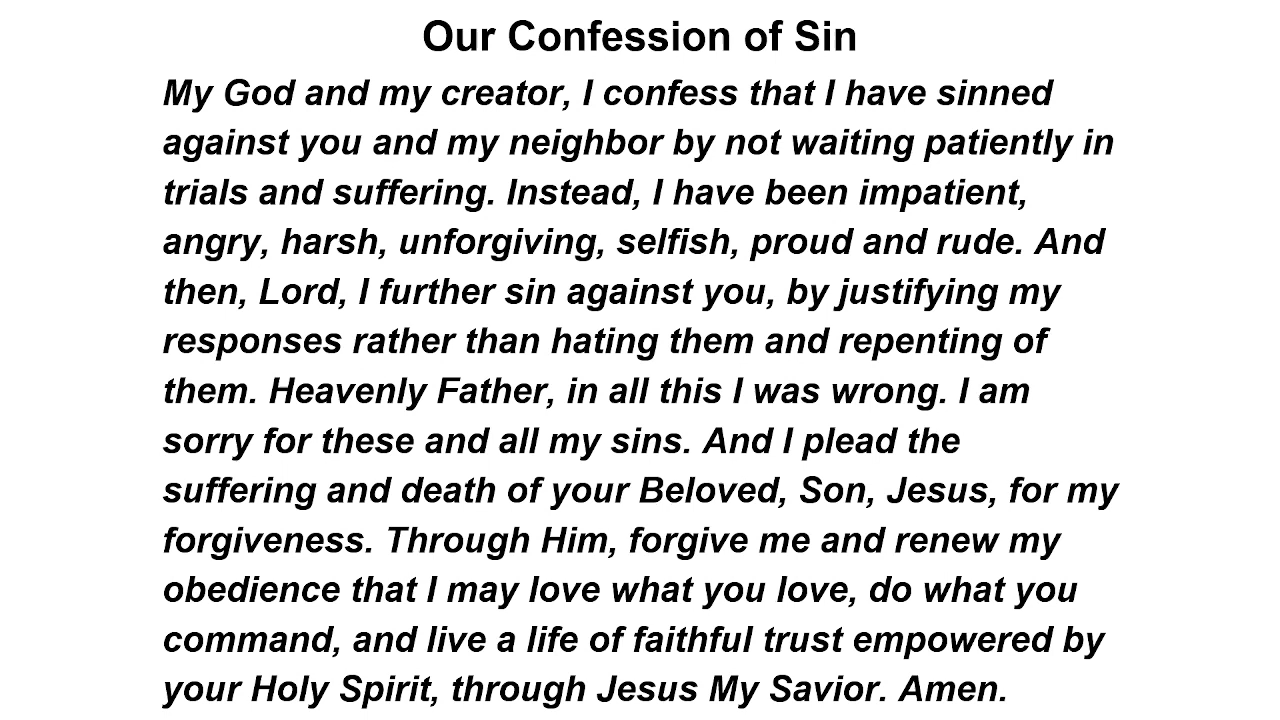 Our Confession of Sin
My God and my creator, I confess that I have sinned
against you and my neighbor by not waiting patiently in
trials and suffering. Instead, I have been impatient,
angry, harsh, unforgiving, selfish, proud and rude. And
then, Lord, I further sin against you, by justifying my
responses rather than hating them and repenting of
them. Heavenly Father, in all this I was wrong. I am
sorry for these and all my sins. And I plead the
suffering and death of your Beloved, Son, Jesus, for my
forgiveness. Through Him, forgive me and renew my
obedience that I may love what you love, do what you
command, and live a life of faithful trust empowered by
your Holy Spirit, through Jesus My Savior. Amen.